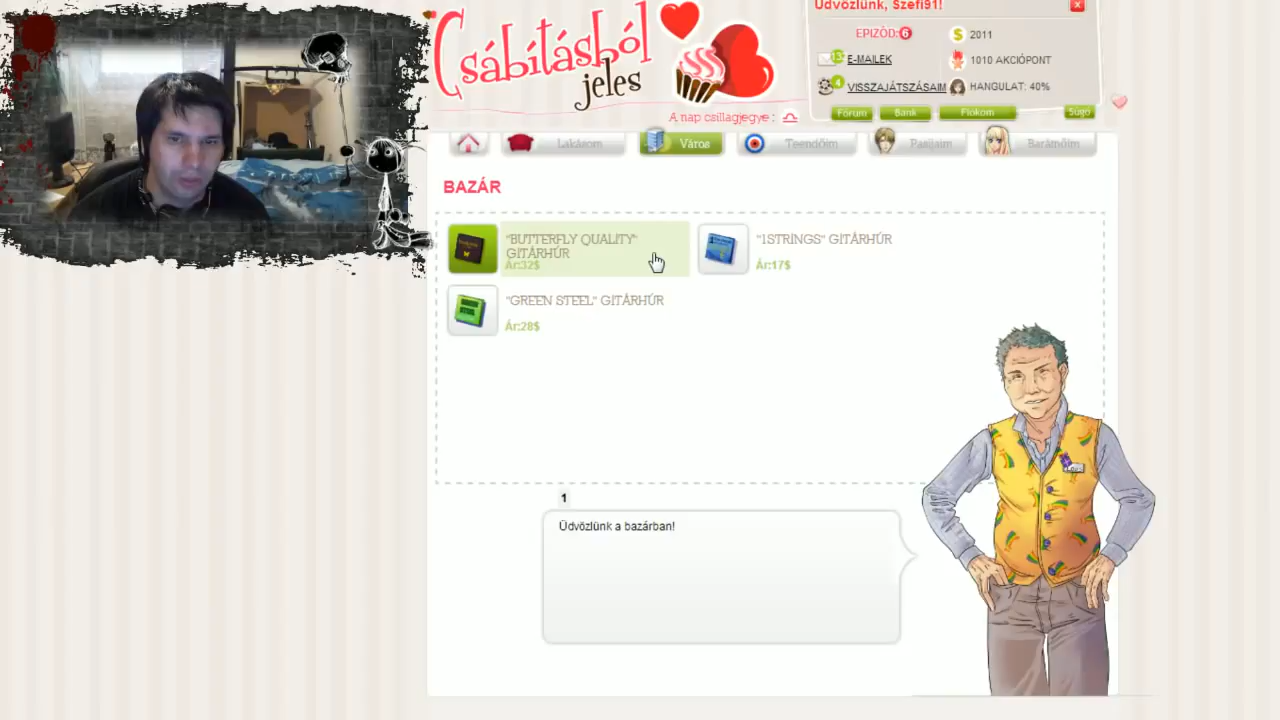 Csábításból
jeles
A nap csillagjegye :
Üdvözlünk, Szefi91!
EPIZÓD: 6
2011
E-MAILEK
1010 AKCIÓPONT
4
VISSZAJÁTSZÁSAIM
HANGULAT: 40%
Fórum
Bank
Fiókom
Súgó
Lakásom
Város
Teendőim
Pasijaim
Barátnőim
BAZÁR
"BUTTERFLY QUALITY"
GITÁRHÚR
Ár:32$
"1STRINGS" GITÁRHÚR
Ár:17$
"GREEN STEEL" GITÁRHÚR
Ár:28$
1
Üdvözlünk a bazárban!